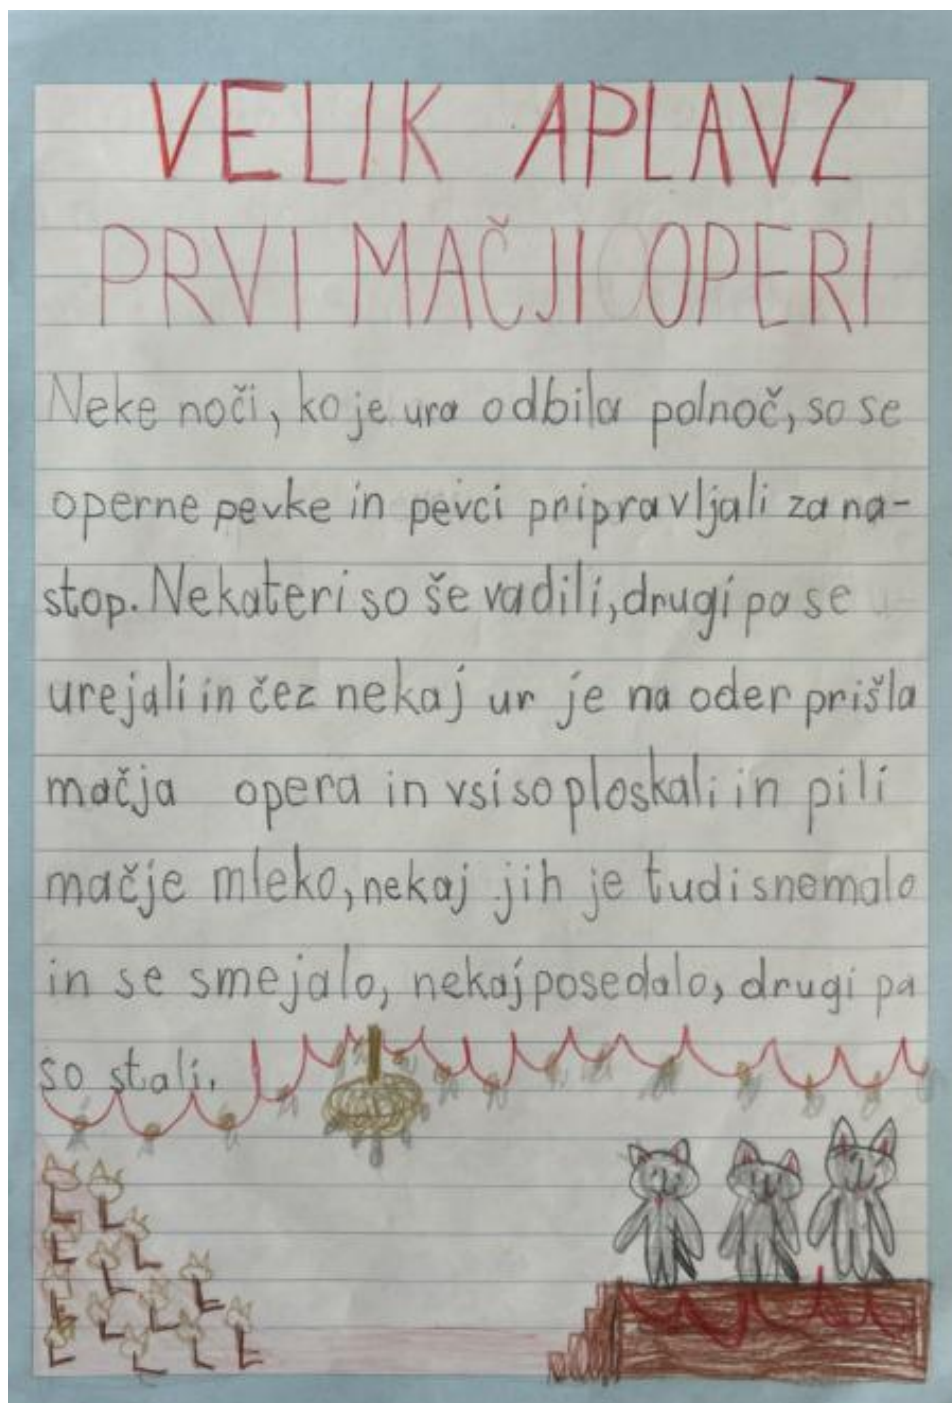 VELIK APLAVZ
PRVI MAČJI OPERI
Neke noči, ko je ura odbila polnoč, so se
operne pevke in pevci pripravljali za na-
stop. Nekateri so še vadili, drugi pa se
urejali in čez nekaj ur je na oder prišla
mačja opera in vsi so ploskali in pili
mačje mleko, nekaj jih je tudi snemalo
in se smejalo, nekaj posedalo, drugi pa
so stali.